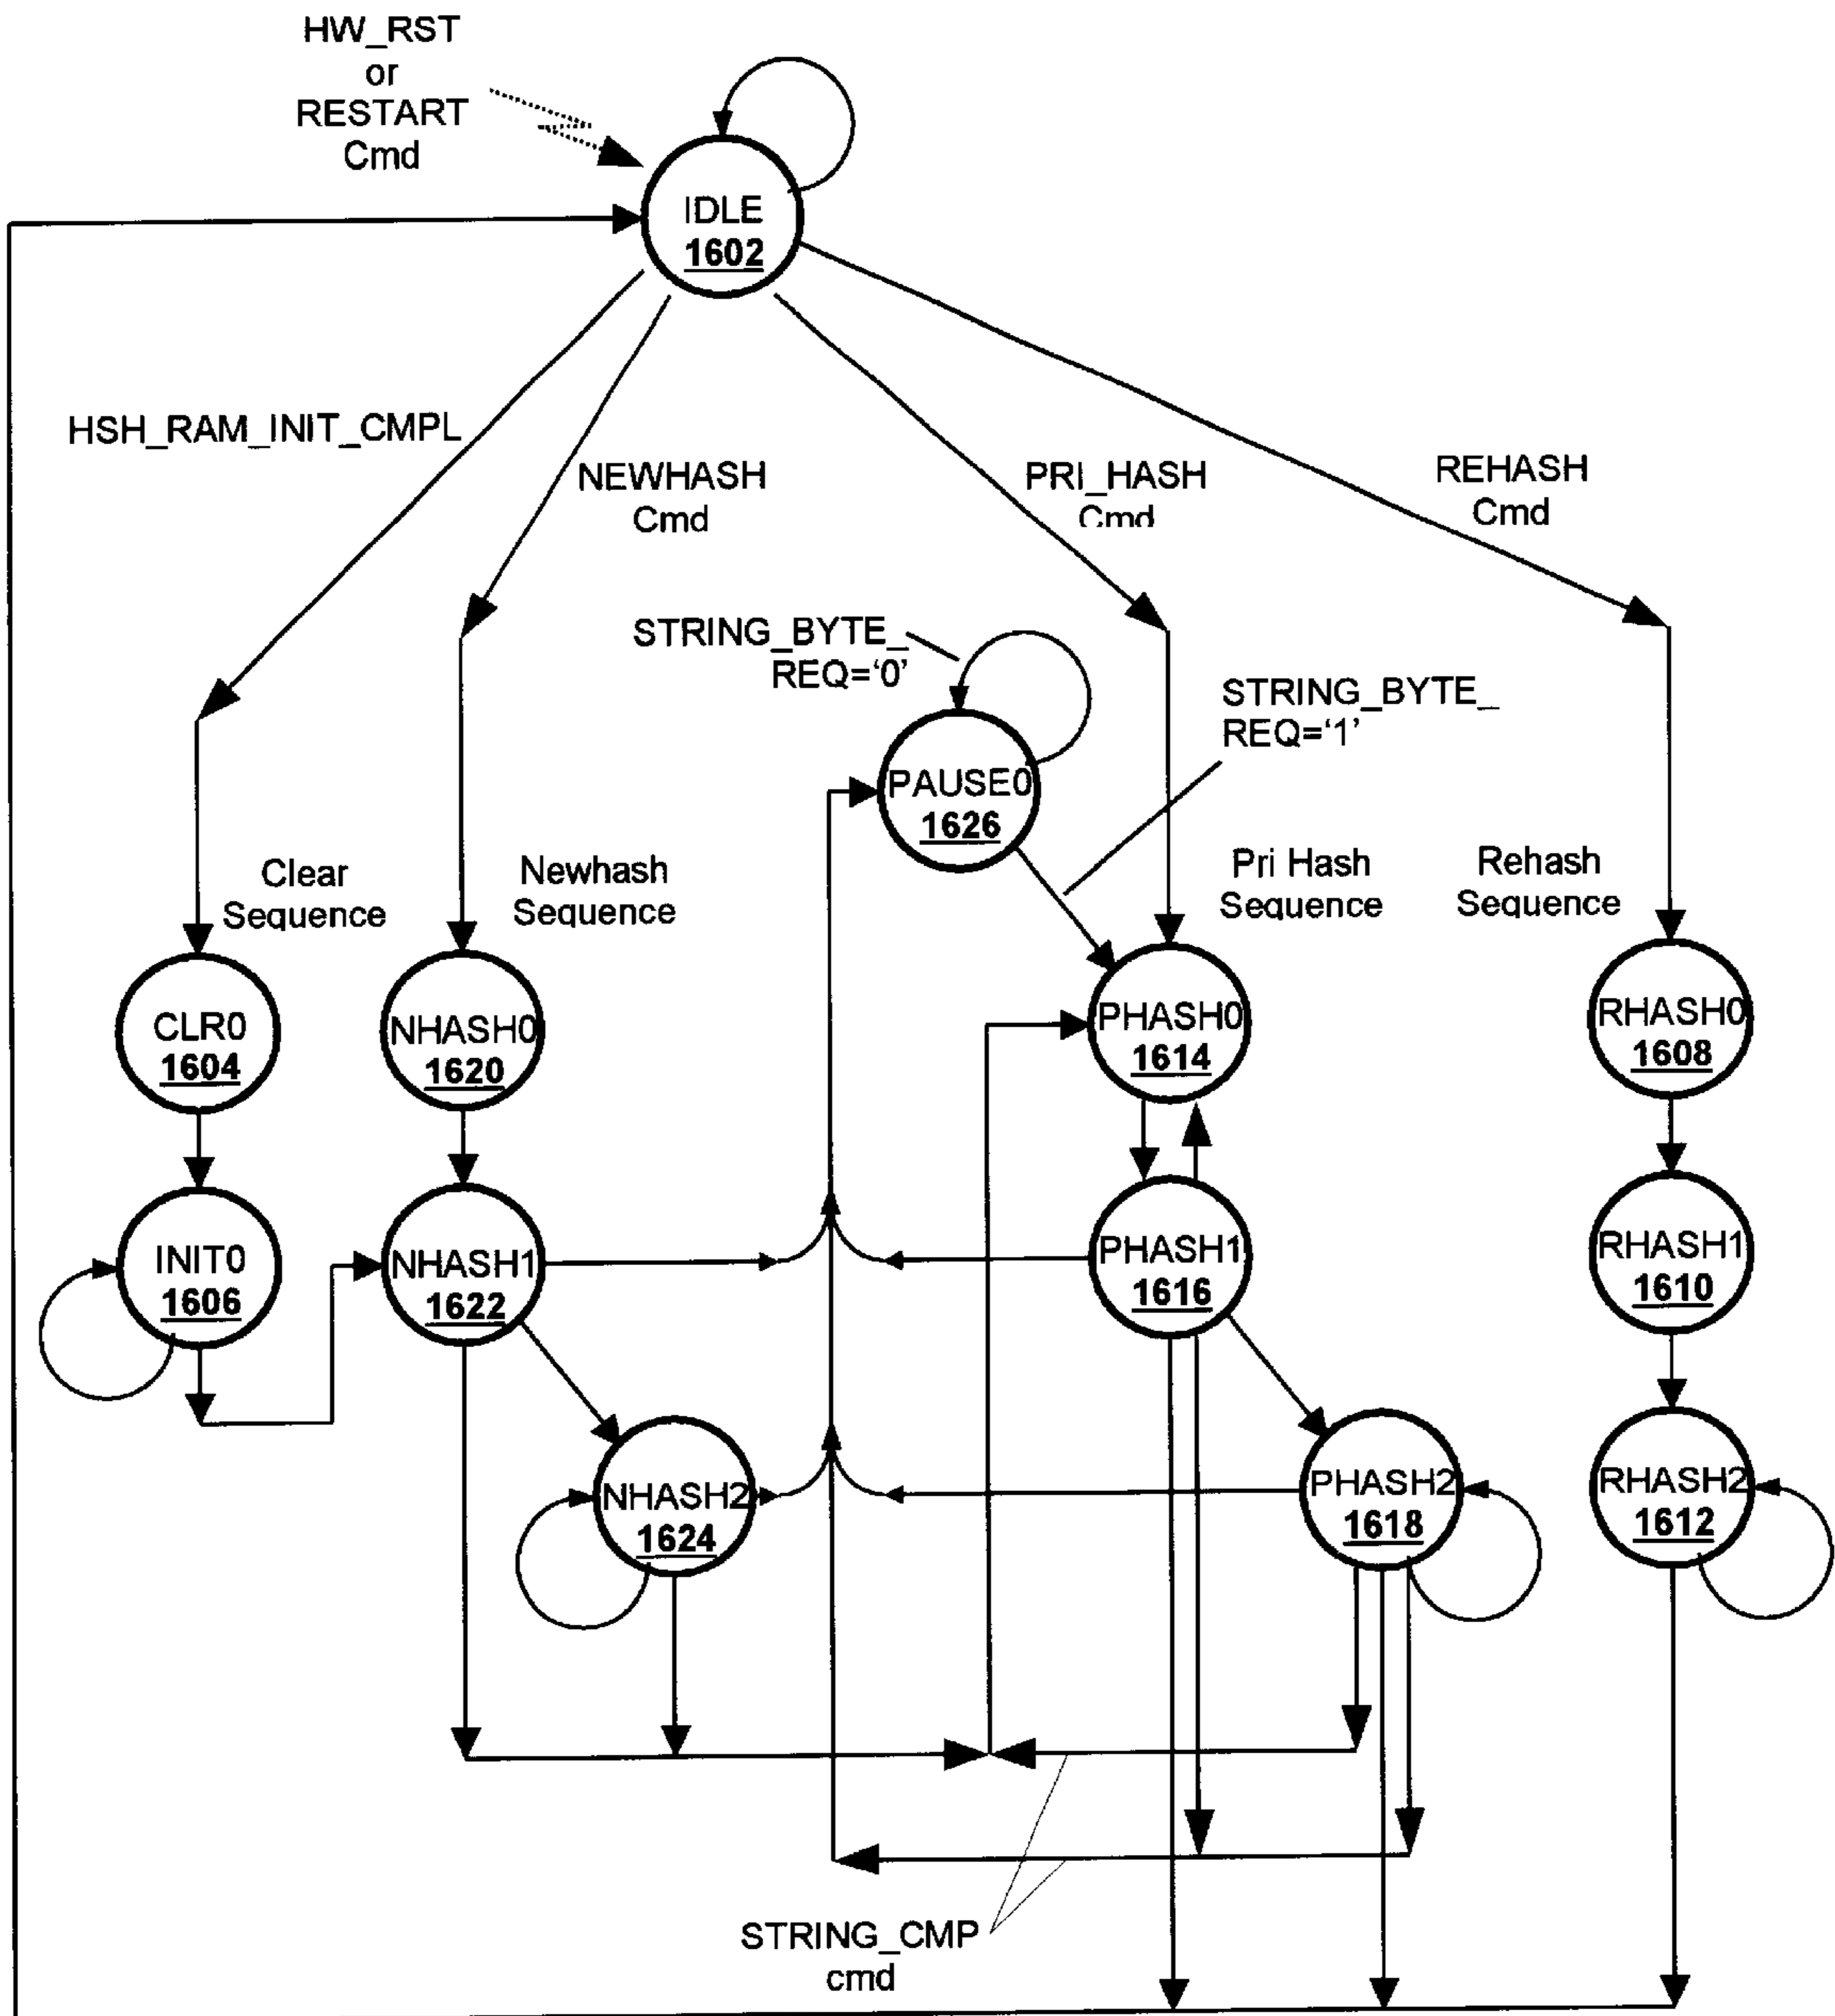 HW_RST
or
RESTART
Cmd
IDLE
1602
HSH_RAM_INIT_CMPL
NEWHASH
Cmd
PRI_HASH
Cmd
REHASH
Cmd
STRING_BYTE_
REQ='0'
STRING_BYTE_
REQ='1'
PAUSE0
1626
Clear
Sequence
Newhash
Sequence
Pri Hash
Sequence
Rehash
Sequence
CLR0
1604
NHASH0
1620
PHASH0
1614
RHASH0
1608
INIT0
1606
NHASH1
1622
PHASH1
1616
RHASH1
1610
NHASH2
1624
PHASH2
1618
RHASH2
1612
STRING_CMP
cmd